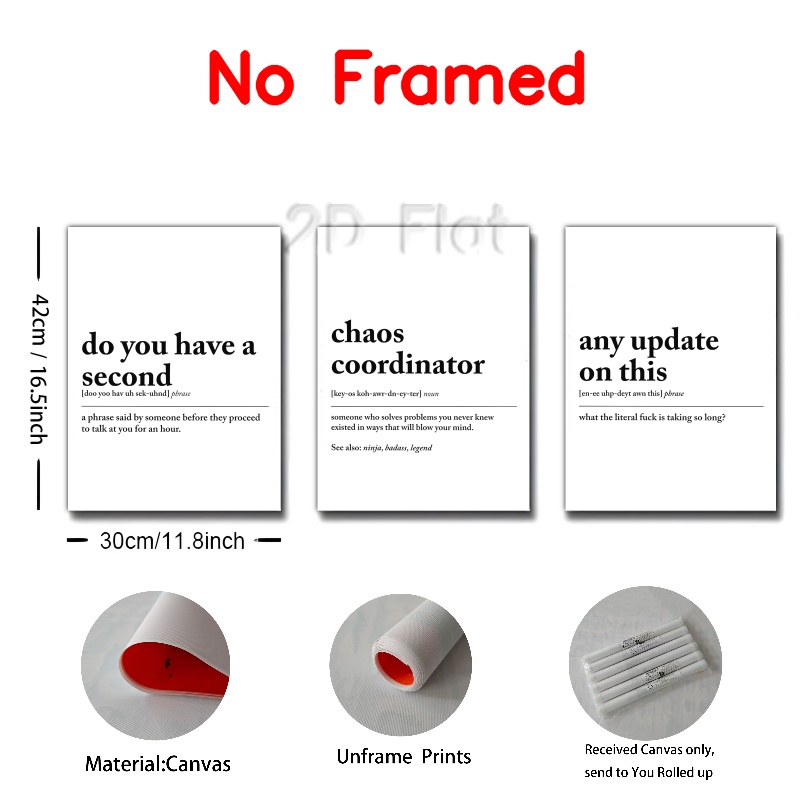 No Framed
2D Flat
42cm / 16.5inch
do you have a
second
[doo yoo hav uh sek-uhnd] phrase
a phrase said by someone before they proceed
to talk at you for an hour.
chaos
coordinator
[key-os koh-awr-dn-ey-ter] noun
someone who solves problems you never knew
existed in ways that will blow your mind.
See also: ninja, badass, legend
any update
on this
[en-ee uhp-deyt awn this] phrase
what the literal fuck is taking so long?
30cm/11.8inch
Material:Canvas
Unframe Prints
Received Canvas only,
send to You Rolled up